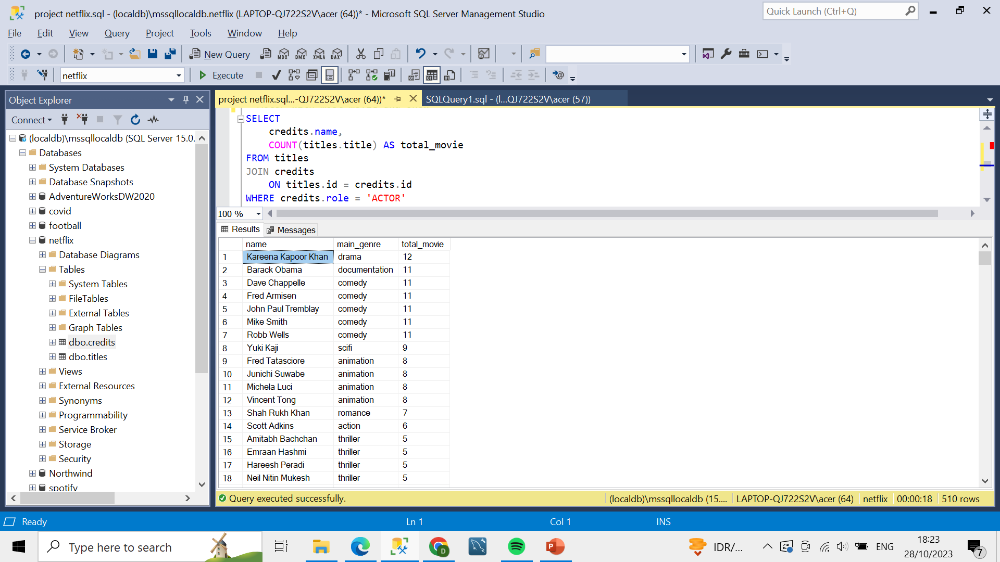 project netflix.sql - (localdb)\mssqllocaldb.netflix (LAPTOP-QJ722S2V\acer (64))* - Microsoft SQL Server Management Studio
Quick Launch (Ctrl+Q)
File Edit View Query Project Tools Window Help
New Query MDX DMX XMLA DAX
netflix Execute
Object Explorer
Connect
(localdb)\mssqllocaldb (SQL Server 15.0.
Databases
System Databases
Database Snapshots
AdventureWorksDW2020
covid
football
netflix
Database Diagrams
Tables
System Tables
FileTables
External Tables
Graph Tables
dbo.credits
dbo.titles
Views
External Resources
Synonyms
Programmability
Service Broker
Storage
Security
Northwind
spotify
project netflix.sql...-QJ722S2V\acer (64))* SQLQuery1.sql - (l...QJ722S2V\acer (57))
SELECT
credits.name,
COUNT(titles.title) AS total_movie
FROM titles
JOIN credits
ON titles.id = credits.id
WHERE credits.role = 'ACTOR'
100 %
Results Messages
name main_genre total_movie
1 Kareena Kapoor Khan drama 12
2 Barack Obama documentation 11
3 Dave Chappelle comedy 11
4 Fred Armisen comedy 11
5 John Paul Tremblay comedy 11
6 Mike Smith comedy 11
7 Robb Wells comedy 11
8 Yuki Kaji scifi 9
9 Fred Tatasciore animation 8
10 Junichi Suwabe animation 8
11 Michela Luci animation 8
12 Vincent Tong animation 8
13 Shah Rukh Khan romance 7
14 Scott Adkins action 6
15 Amitabh Bachchan thriller 5
16 Emraan Hashmi thriller 5
17 Hareesh Peradi thriller 5
18 Neil Nitin Mukesh thriller 5
Query executed successfully. (localdb)\mssqllocaldb (15.... LAPTOP-QJ722S2V\acer (64) netflix 00:00:18 510 rows
Ready Ln 1 Col 1 INS
Type here to search
D
P
IDR/...
ENG
18:23
28/10/2023
7